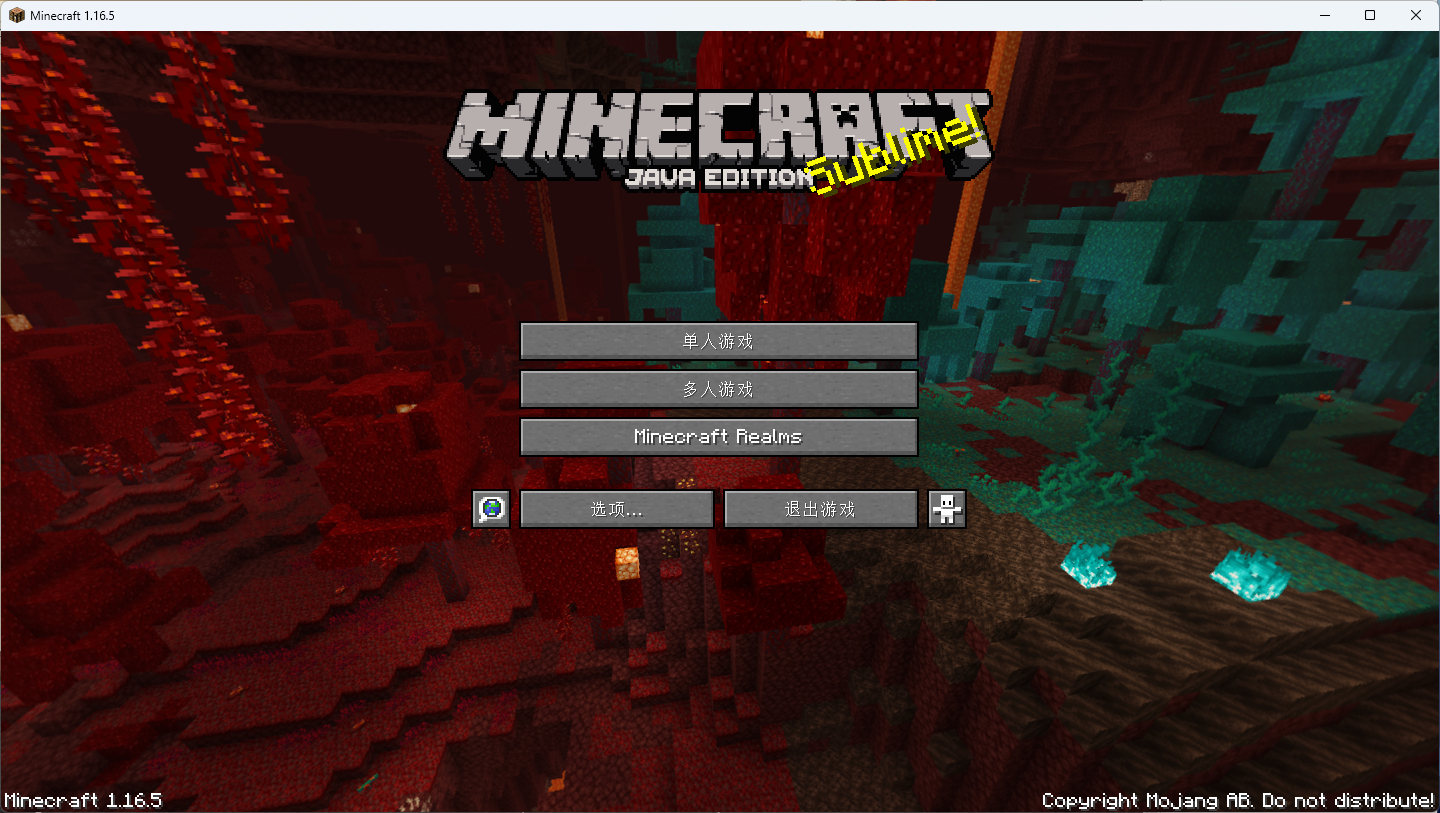 Minecraft 1.16.5
MINECRAFT
JAVA EDITION
Sublime!
单人游戏
多人游戏
Minecraft Realms
选项...
退出游戏
Minecraft 1.16.5
Copyright Mojang AB. Do not distribute!